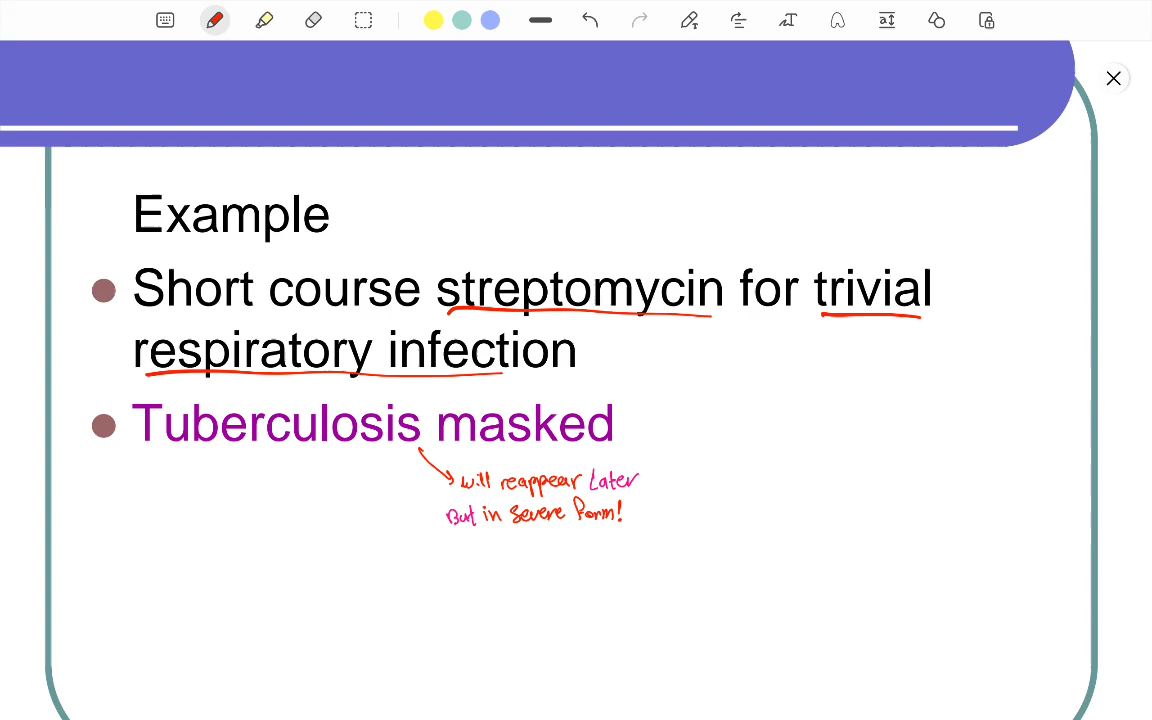 Example
Short course streptomycin for trivial
respiratory infection
Tuberculosis masked
will reappear Later
But in severe form!